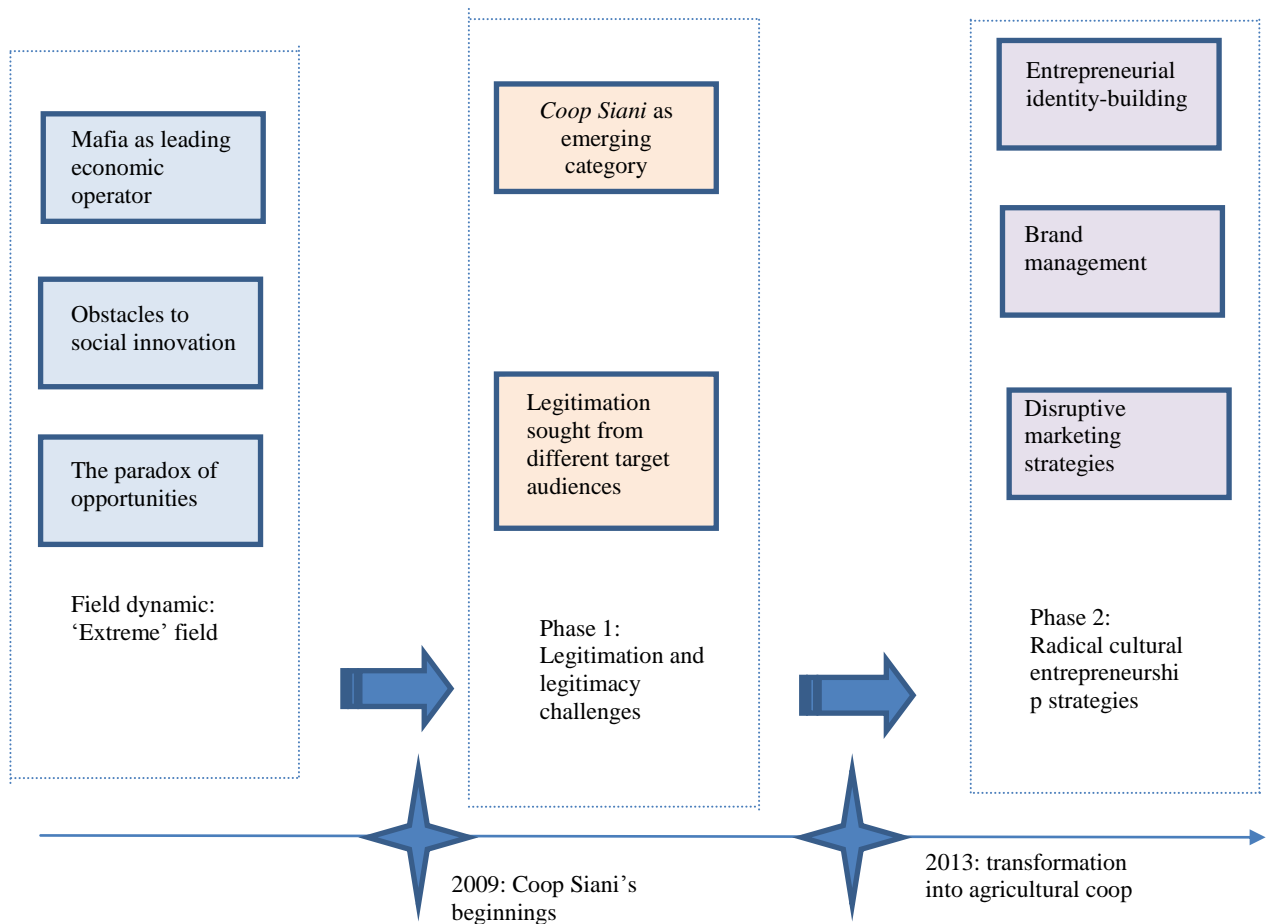 Mafia as leading
economic
operator
Obstacles to
social innovation
The paradox of
opportunities
Field dynamic:
‘Extreme’ field
Coop Siani as
emerging
category
Legitimation
sought from
different target
audiences
Phase 1:
Legitimation and
legitimacy
challenges
Entrepreneurial
identity-building
Brand
management
Disruptive
marketing
strategies
Phase 2:
Radical cultural
entrepreneurshi
p strategies
2009: Coop Siani’s
beginnings
2013: transformation
into agricultural coop